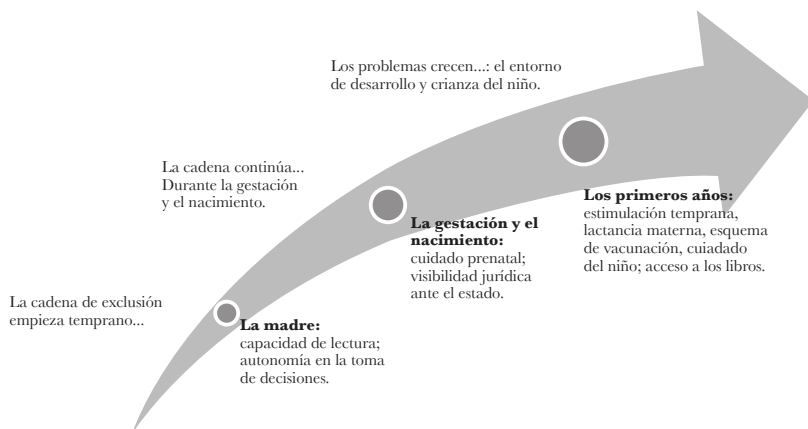 Los problemas crecen...: el entorno
de desarrollo y crianza del niño.
La cadena continúa...
Durante la gestación
y el nacimiento.
Los primeros años:
estimulación temprana,
lactancia materna, esquema
de vacunación, cuiadado
del niño; acceso a los libros.
La gestación y el
nacimiento:
cuidado prenatal;
visibilidad jurídica
ante el estado.
La cadena de exclusión
empieza temprano...
La madre:
capacidad de lectura;
autonomía en la toma
de decisiones.